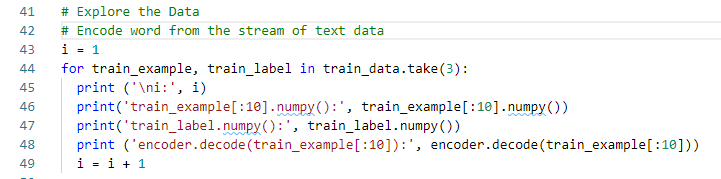 41 # Explore the Data
42 # Encode word from the stream of text data
43 i = 1
44 for train_example, train_label in train_data.take(3):
45   print ('\ni:', i)
46   print('train_example[:10].numpy():', train_example[:10].numpy())
47   print('train_label.numpy():', train_label.numpy())
48   print ('encoder.decode(train_example[:10]):', encoder.decode(train_example[:10]))
49   i = i + 1